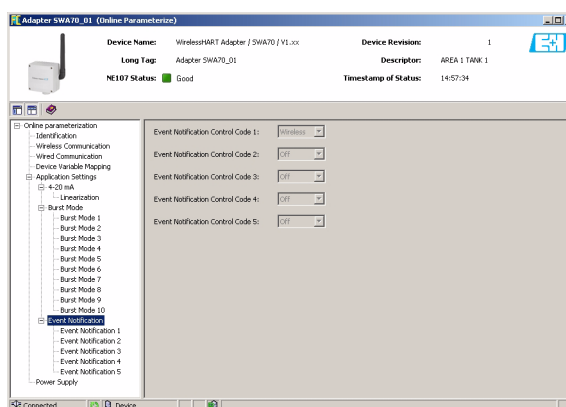 Adapter SWA70_01 (Online Parameterize)
Device Name: WirelessHART Adapter / SWA70 / V1.xx Device Revision: 1
Long Tag: Adapter SWA70_01 Descriptor: AREA 1 TANK 1
NE107 Status: Good Timestamp of Status: 14:57:34
E+H
Online parameterization
Identification
Wireless Communication
Wired Communication
Device Variable Mapping
Application Settings
4-20 mA
Linearization
Burst Mode
Burst Mode 1
Burst Mode 2
Burst Mode 3
Burst Mode 4
Burst Mode 5
Burst Mode 6
Burst Mode 7
Burst Mode 8
Burst Mode 9
Burst Mode 10
Event Notification
Event Notification 1
Event Notification 2
Event Notification 3
Event Notification 4
Event Notification 5
Power Supply
Event Notification Control Code 1: Wireless
Event Notification Control Code 2: Off
Event Notification Control Code 3: Off
Event Notification Control Code 4: Off
Event Notification Control Code 5: Off
Connected Device